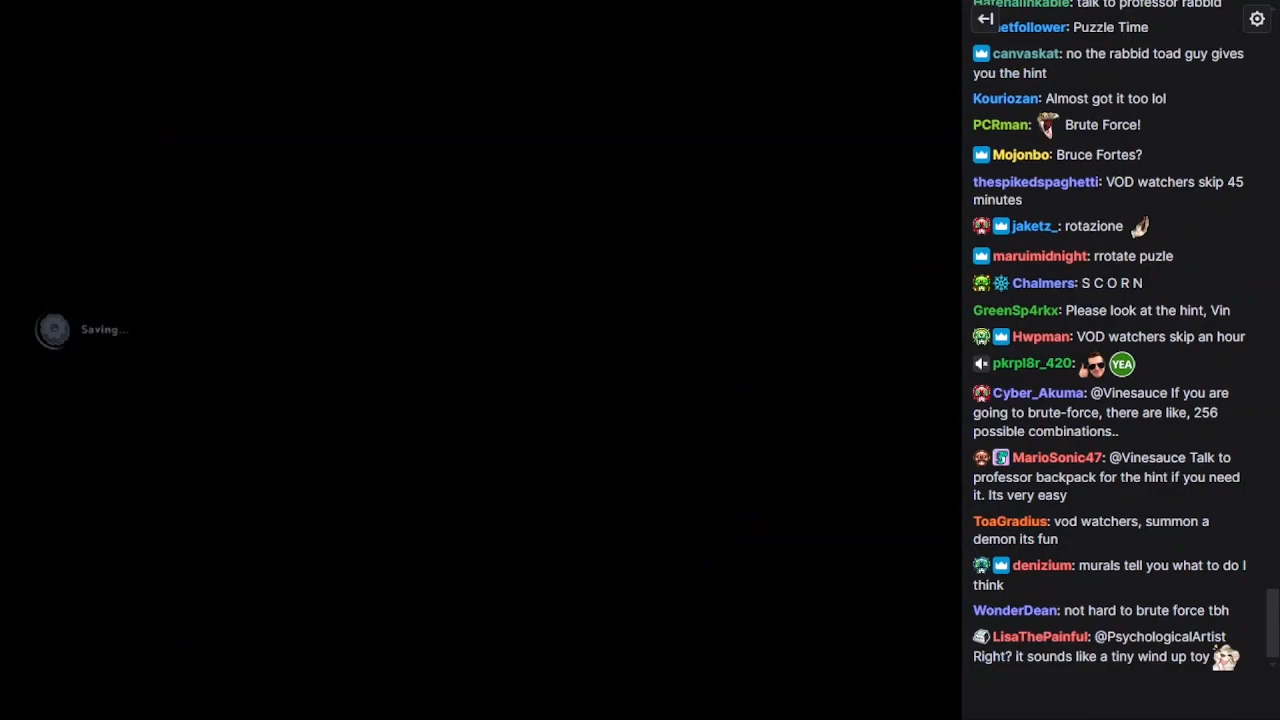 Saving...
talk to professor rabbid
etfollower: Puzzle Time
canvaskat: no the rabbid toad guy gives
you the hint
Kouriozan: Almost got it too lol
PCRman: Brute Force!
Mojonbo: Bruce Fortes?
thespikedspaghetti: VOD watchers skip 45
minutes
jaketz_: rotazione
maruimidnight: rrotate puzle
Chalmers: S C O R N
GreenSp4rkx: Please look at the hint, Vin
Hwpman: VOD watchers skip an hour
pkrpl8r_420: YEA
Cyber_Akuma: @Vinesauce If you are
going to brute-force, there are like, 256
possible combinations..
MarioSonic47: @Vinesauce Talk to
professor backpack for the hint if you need
it. Its very easy
ToaGradius: vod watchers, summon a
demon its fun
denizium: murals tell you what to do I
think
WonderDean: not hard to brute force tbh
LisaThePainful: @PsychologicalArtist
Right? it sounds like a tiny wind up toy